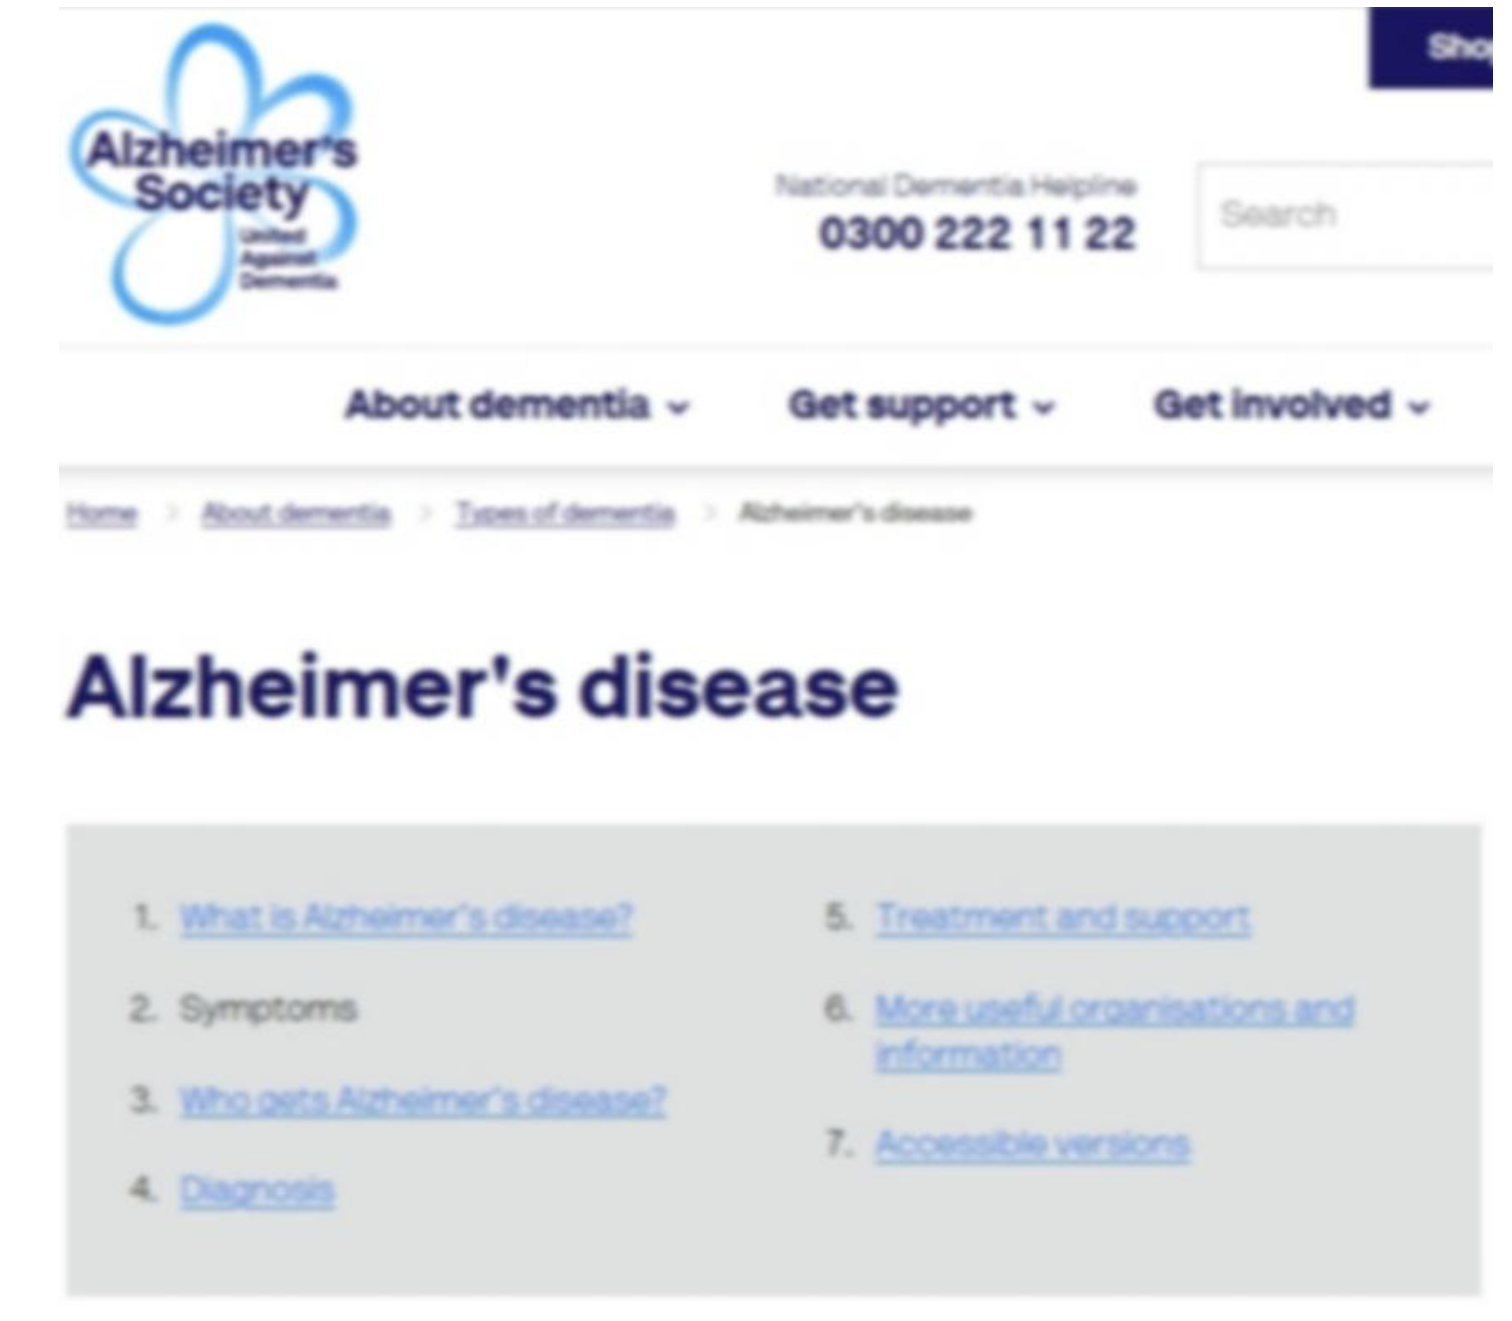 Shop
Alzheimer's
Society
United
Against
Dementia
National Dementia Helpline
0300 222 11 22
Search
About dementia
Get support
Get involved
Home > About dementia > Types of dementia > Alzheimer's disease
Alzheimer's disease
1. What is Alzheimer's disease?
2. Symptoms
3. Who gets Alzheimer's disease?
4. Diagnosis
5. Treatment and support
6. More useful organisations and
information
7. Accessible versions